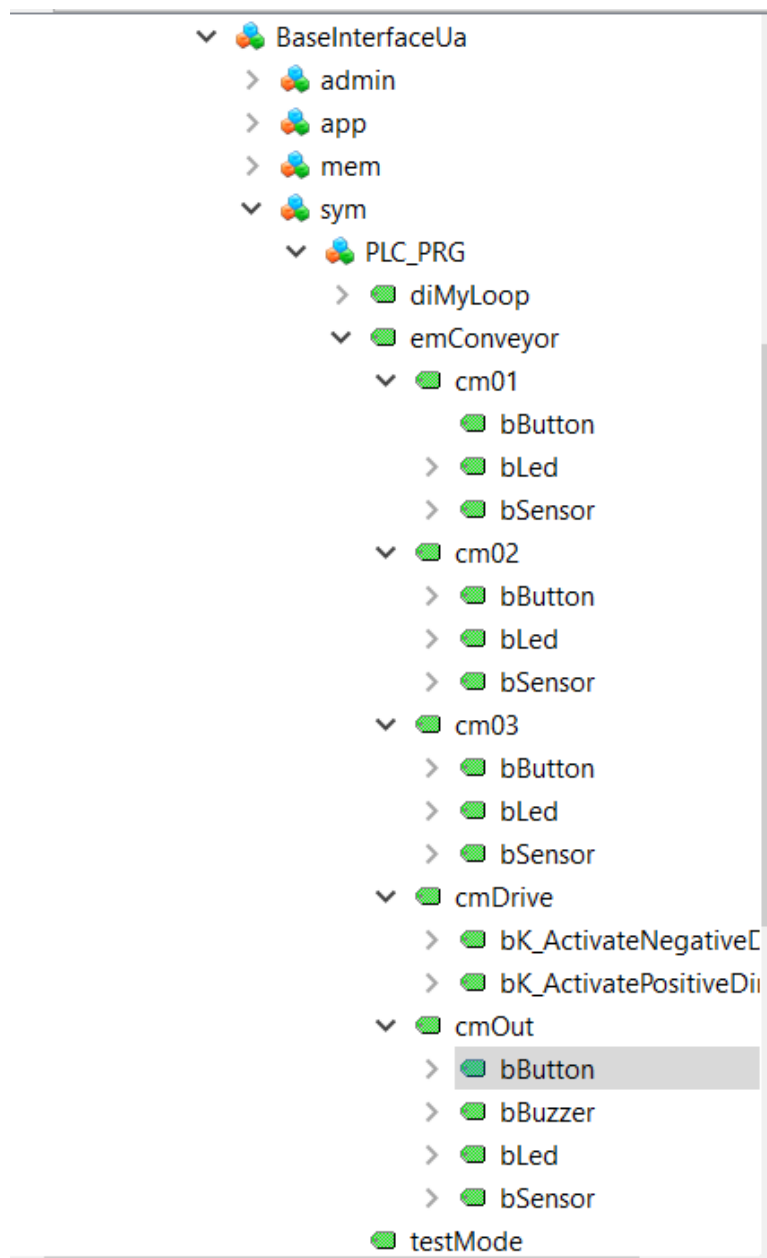 BaseInterfaceUa
admin
app
mem
sym
PLC_PRG
diMyLoop
emConveyor
cm01
bButton
bLed
bSensor
cm02
bButton
bLed
bSensor
cm03
bButton
bLed
bSensor
cmDrive
bK_ActivateNegativeD
bK_ActivatePositiveDir
cmOut
bButton
bBuzzer
bLed
bSensor
testMode